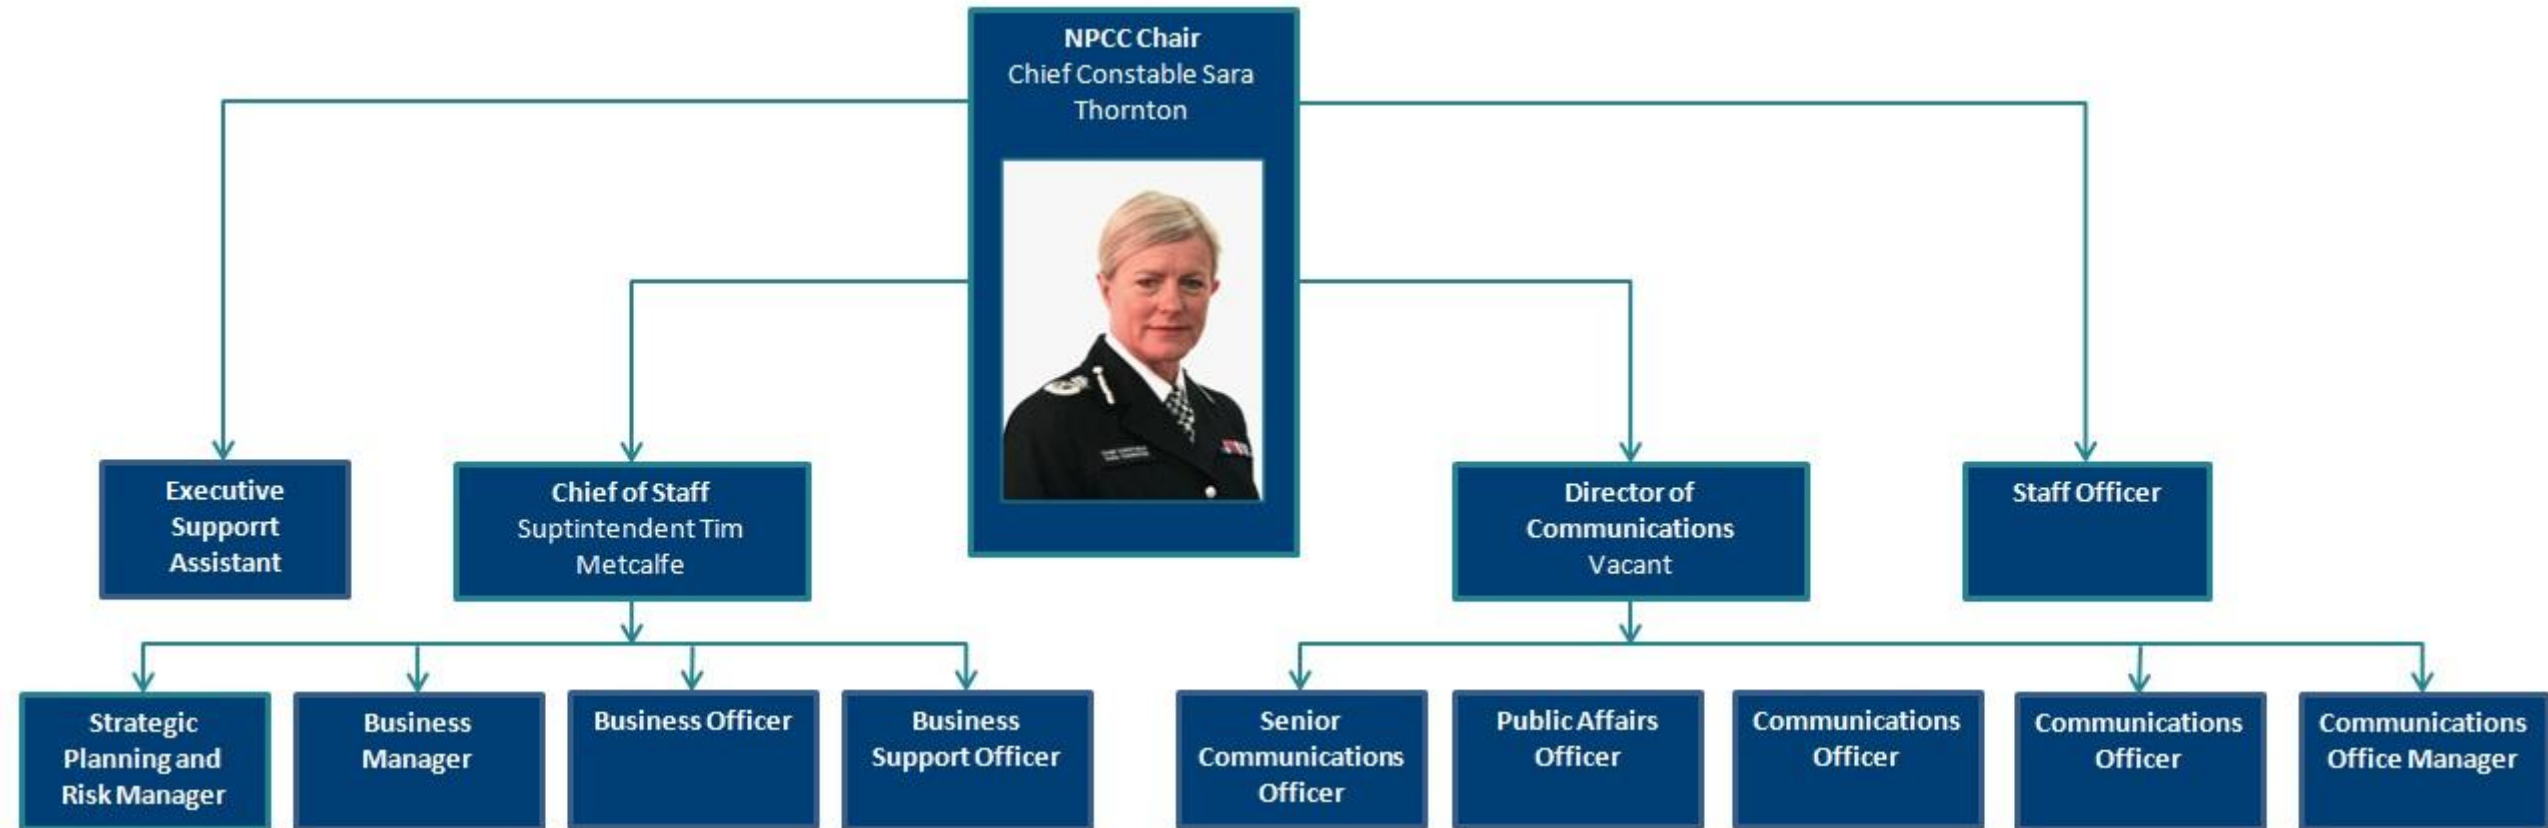 NPCC Chair
Chief Constable Sara
Thornton
Executive
Supporrt
Assistant
Chief of Staff
Suptintendent Tim
Metcalfe
Director of
Communications
Vacant
Staff Officer
Strategic
Planning and
Risk Manager
Business
Manager
Business Officer
Business
Support Officer
Senior
Communications
Officer
Public Affairs
Officer
Communications
Officer
Communications
Officer
Communications
Office Manager